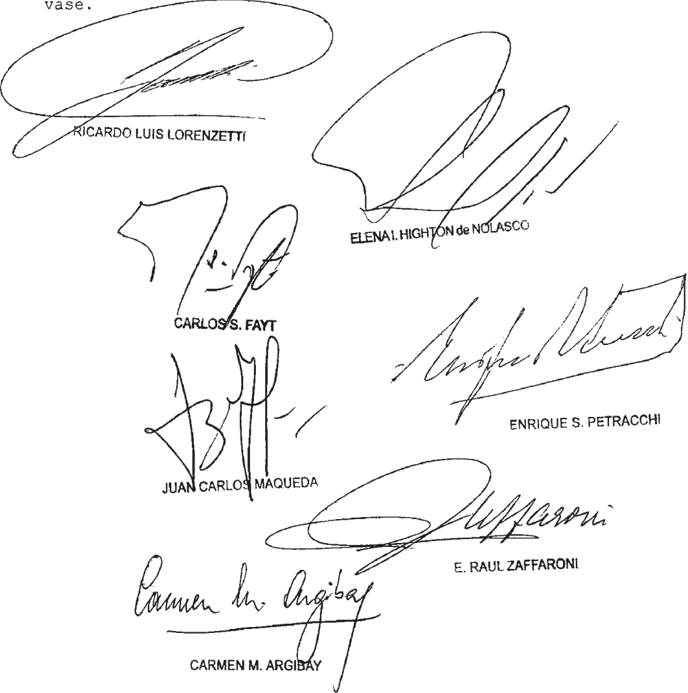 vase.
RICARDO LUIS LORENZETTI
ELENA I. HIGHTON de NOLASCO
CARLOS S. FAYT
ENRIQUE S. PETRACCHI
JUAN CARLOS MAQUEDA
Zaffaroni
E. RAUL ZAFFARONI
Carmen M. Argibay
CARMEN M. ARGIBAY